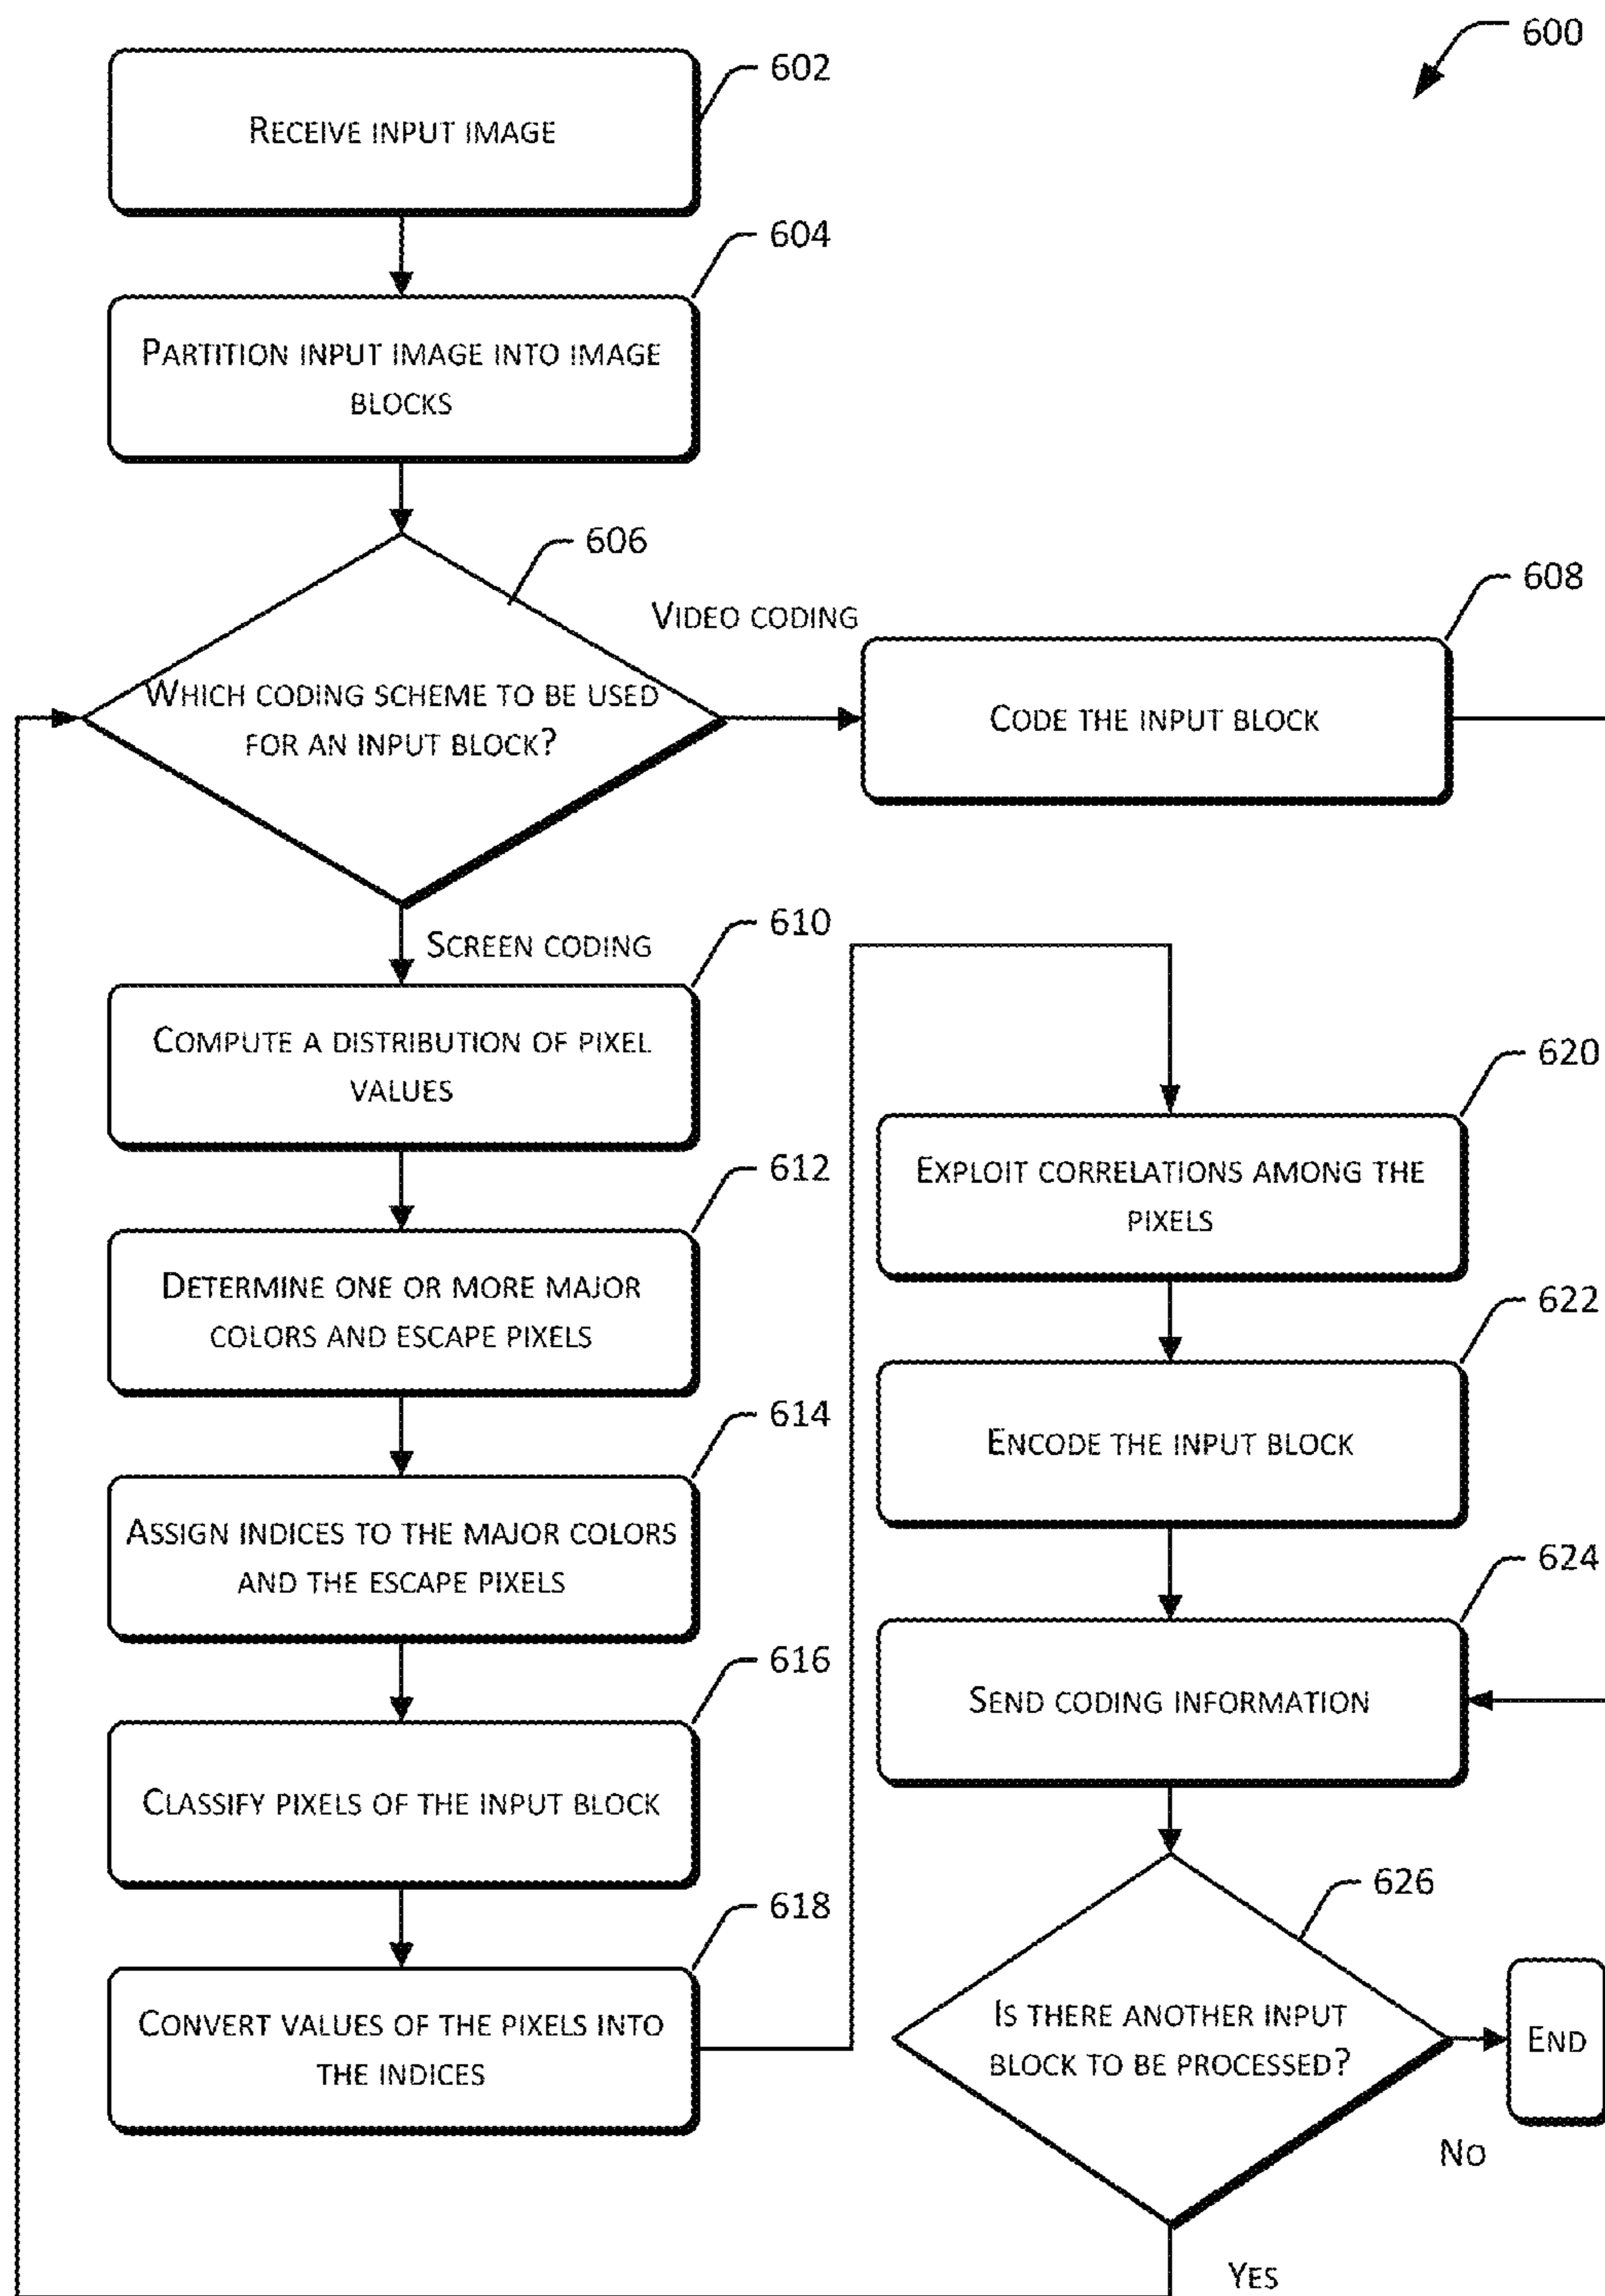 600
602
RECEIVE INPUT IMAGE
604
PARTITION INPUT IMAGE INTO IMAGE
BLOCKS
606
VIDEO CODING
608
WHICH CODING SCHEME TO BE USED
FOR AN INPUT BLOCK?
CODE THE INPUT BLOCK
SCREEN CODING
610
COMPUTE A DISTRIBUTION OF PIXEL
VALUES
612
DETERMINE ONE OR MORE MAJOR
COLORS AND ESCAPE PIXELS
614
ASSIGN INDICES TO THE MAJOR COLORS
AND THE ESCAPE PIXELS
616
CLASSIFY PIXELS OF THE INPUT BLOCK
618
CONVERT VALUES OF THE PIXELS INTO
THE INDICES
620
EXPLOIT CORRELATIONS AMONG THE
PIXELS
622
ENCODE THE INPUT BLOCK
624
SEND CODING INFORMATION
626
IS THERE ANOTHER INPUT
BLOCK TO BE PROCESSED?
END
NO
YES